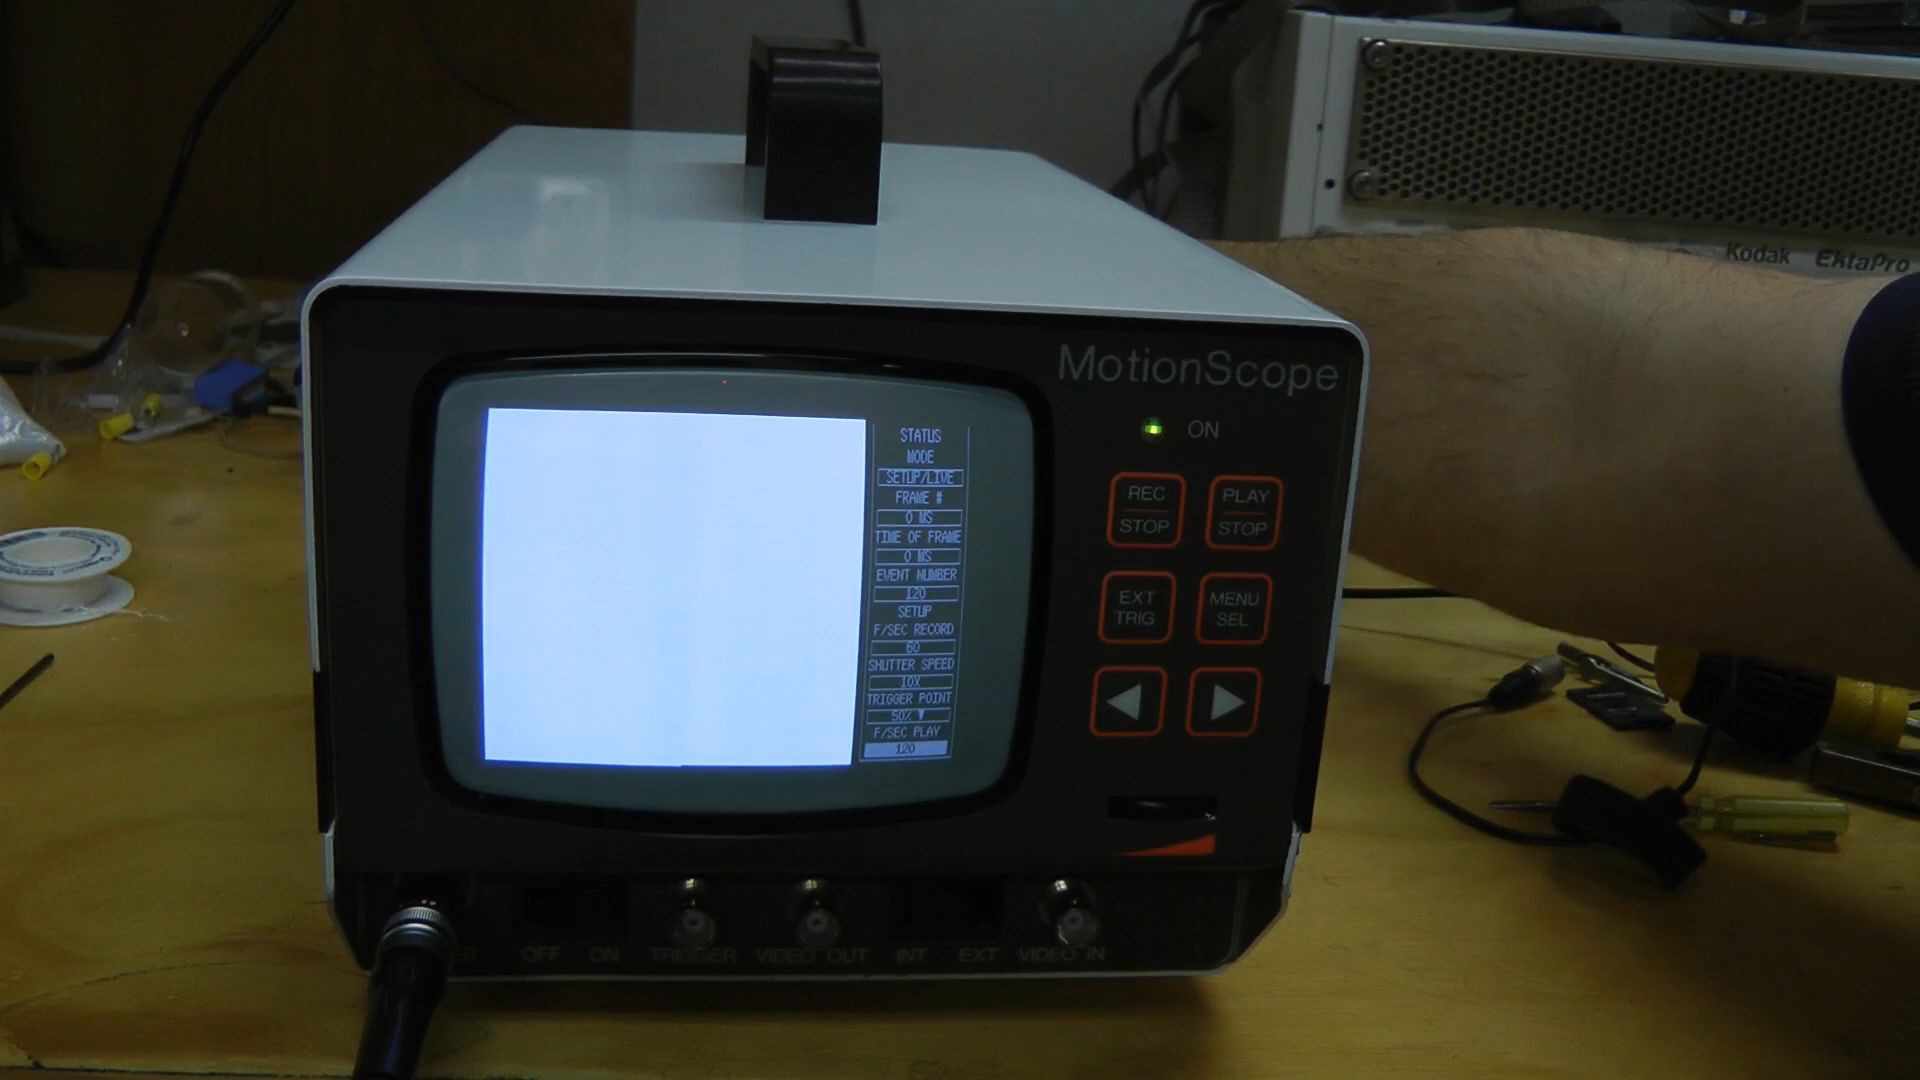 Kodak EktaPro
MotionScope
ON
STATUS
MODE
SETUP/LIVE
FRAME #
0 MS
TIME OF FRAME
0 MS
EVENT NUMBER
120
SETUP
F/SEC RECORD
60
SHUTTER SPEED
10X
TRIGGER POINT
50% ▼
F/SEC PLAY
120
REC
STOP
PLAY
STOP
EXT
TRIG
MENU
SEL
OFF ON TRIGGER VIDEO OUT INT EXT VIDEO IN